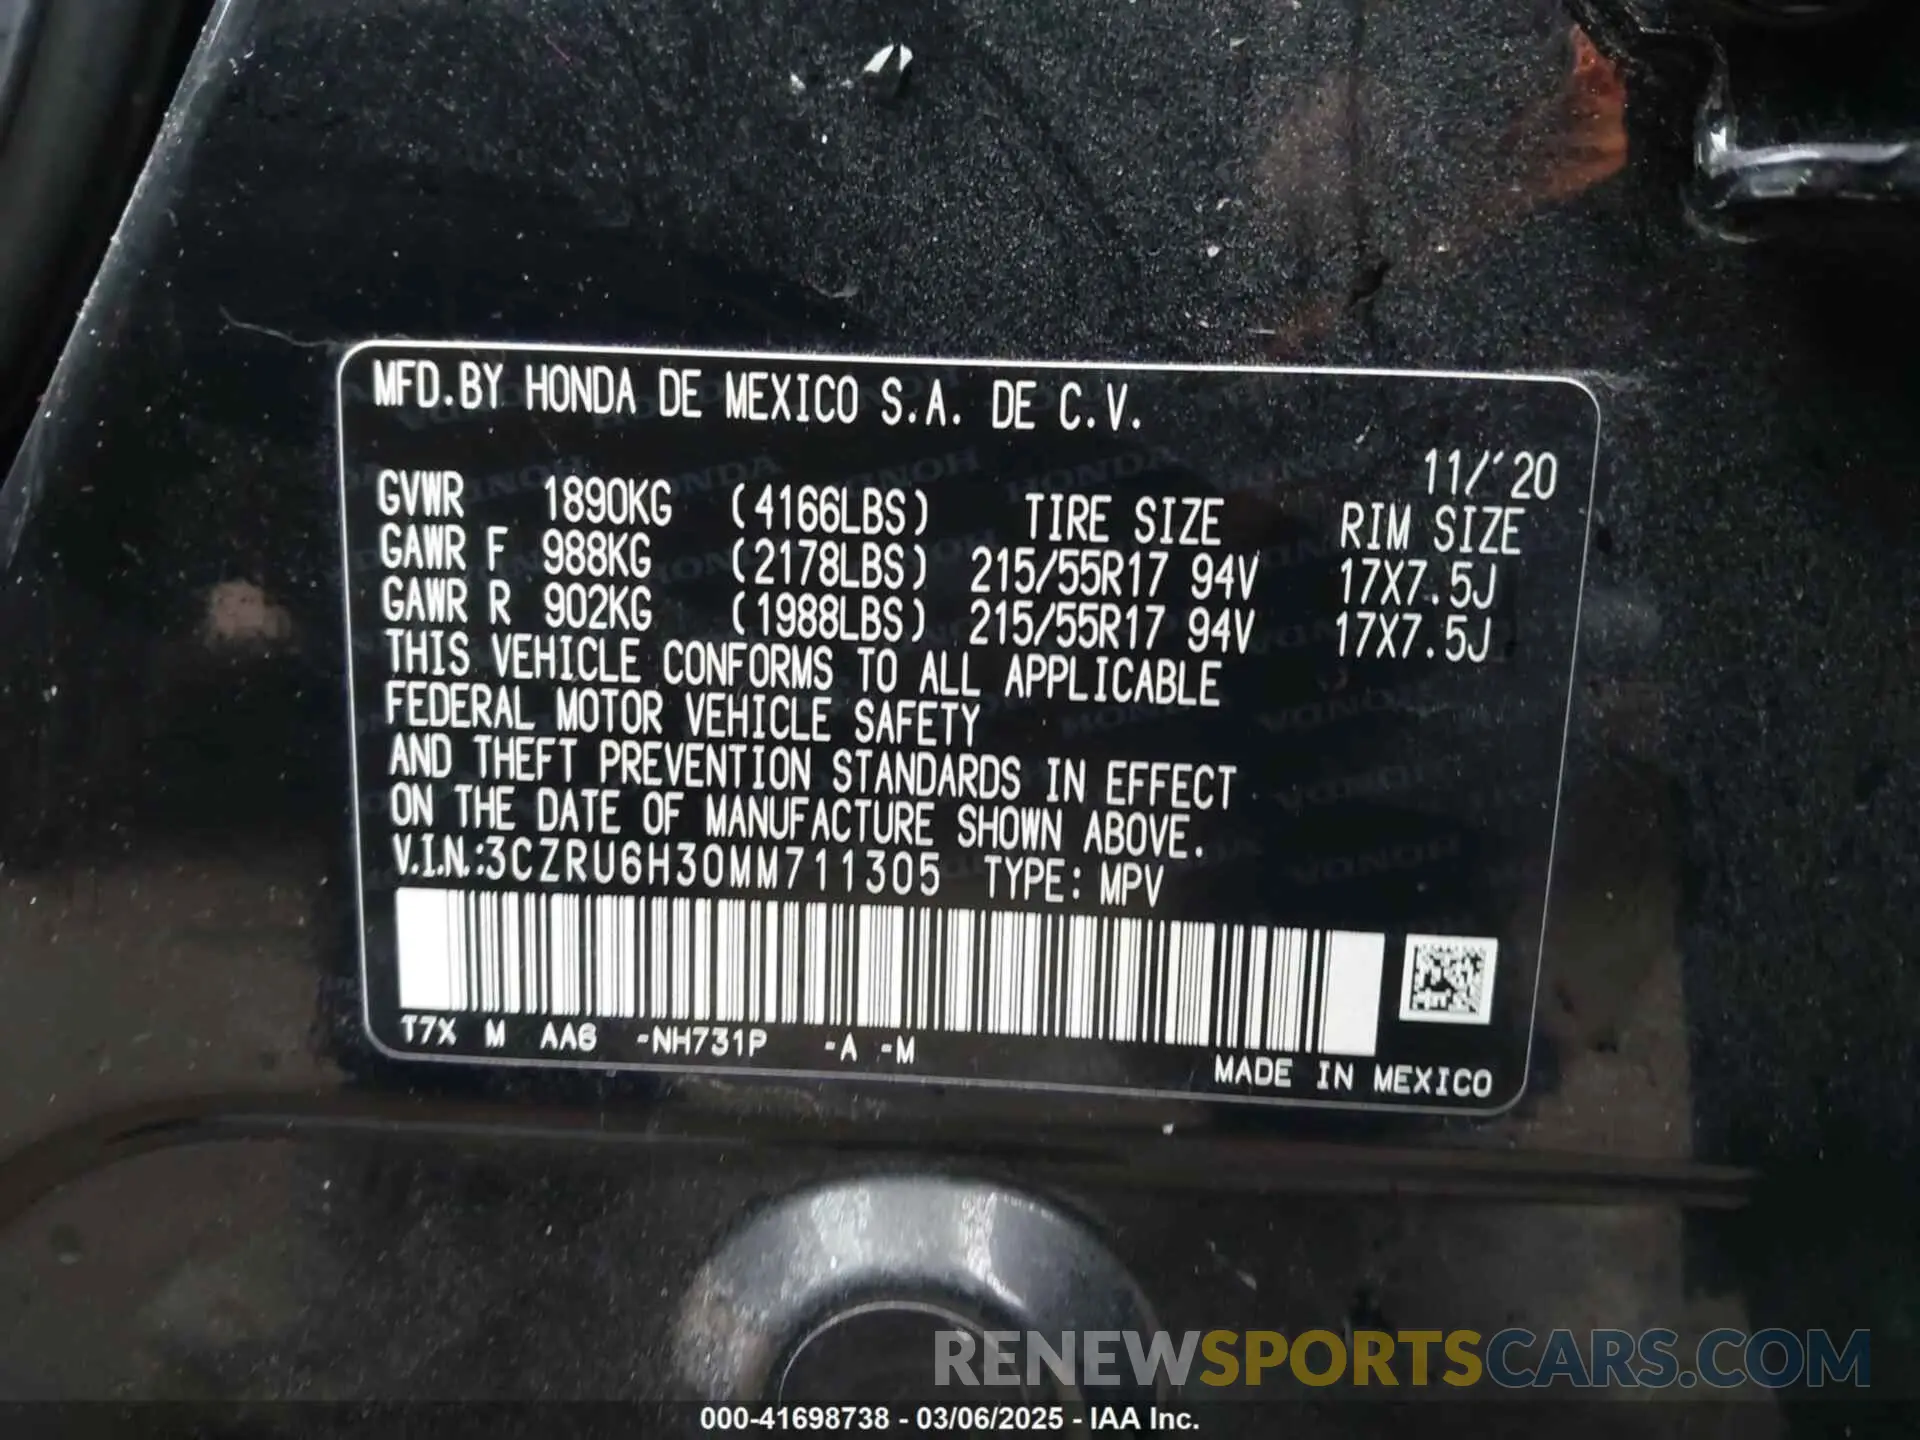 MFD.BY HONDA DE MEXICO S.A. DE C.V.
11/'20
GVWR 1890KG (4166LBS) TIRE SIZE RIM SIZE
GAWR F 988KG (2178LBS) 215/55R17 94V 17X7.5J
GAWR R 902KG (1988LBS) 215/55R17 94V 17X7.5J
THIS VEHICLE CONFORMS TO ALL APPLICABLE
FEDERAL MOTOR VEHICLE SAFETY
AND THEFT PREVENTION STANDARDS IN EFFECT
ON THE DATE OF MANUFACTURE SHOWN ABOVE.
V.I.N.:3CZRU6H30MM711305 TYPE: MPV
T7X M AA6 -NH731P -A -M
MADE IN MEXICO
RENEWSPORTSCARS.COM
000-41698738 - 03/06/2025 - IAA Inc.